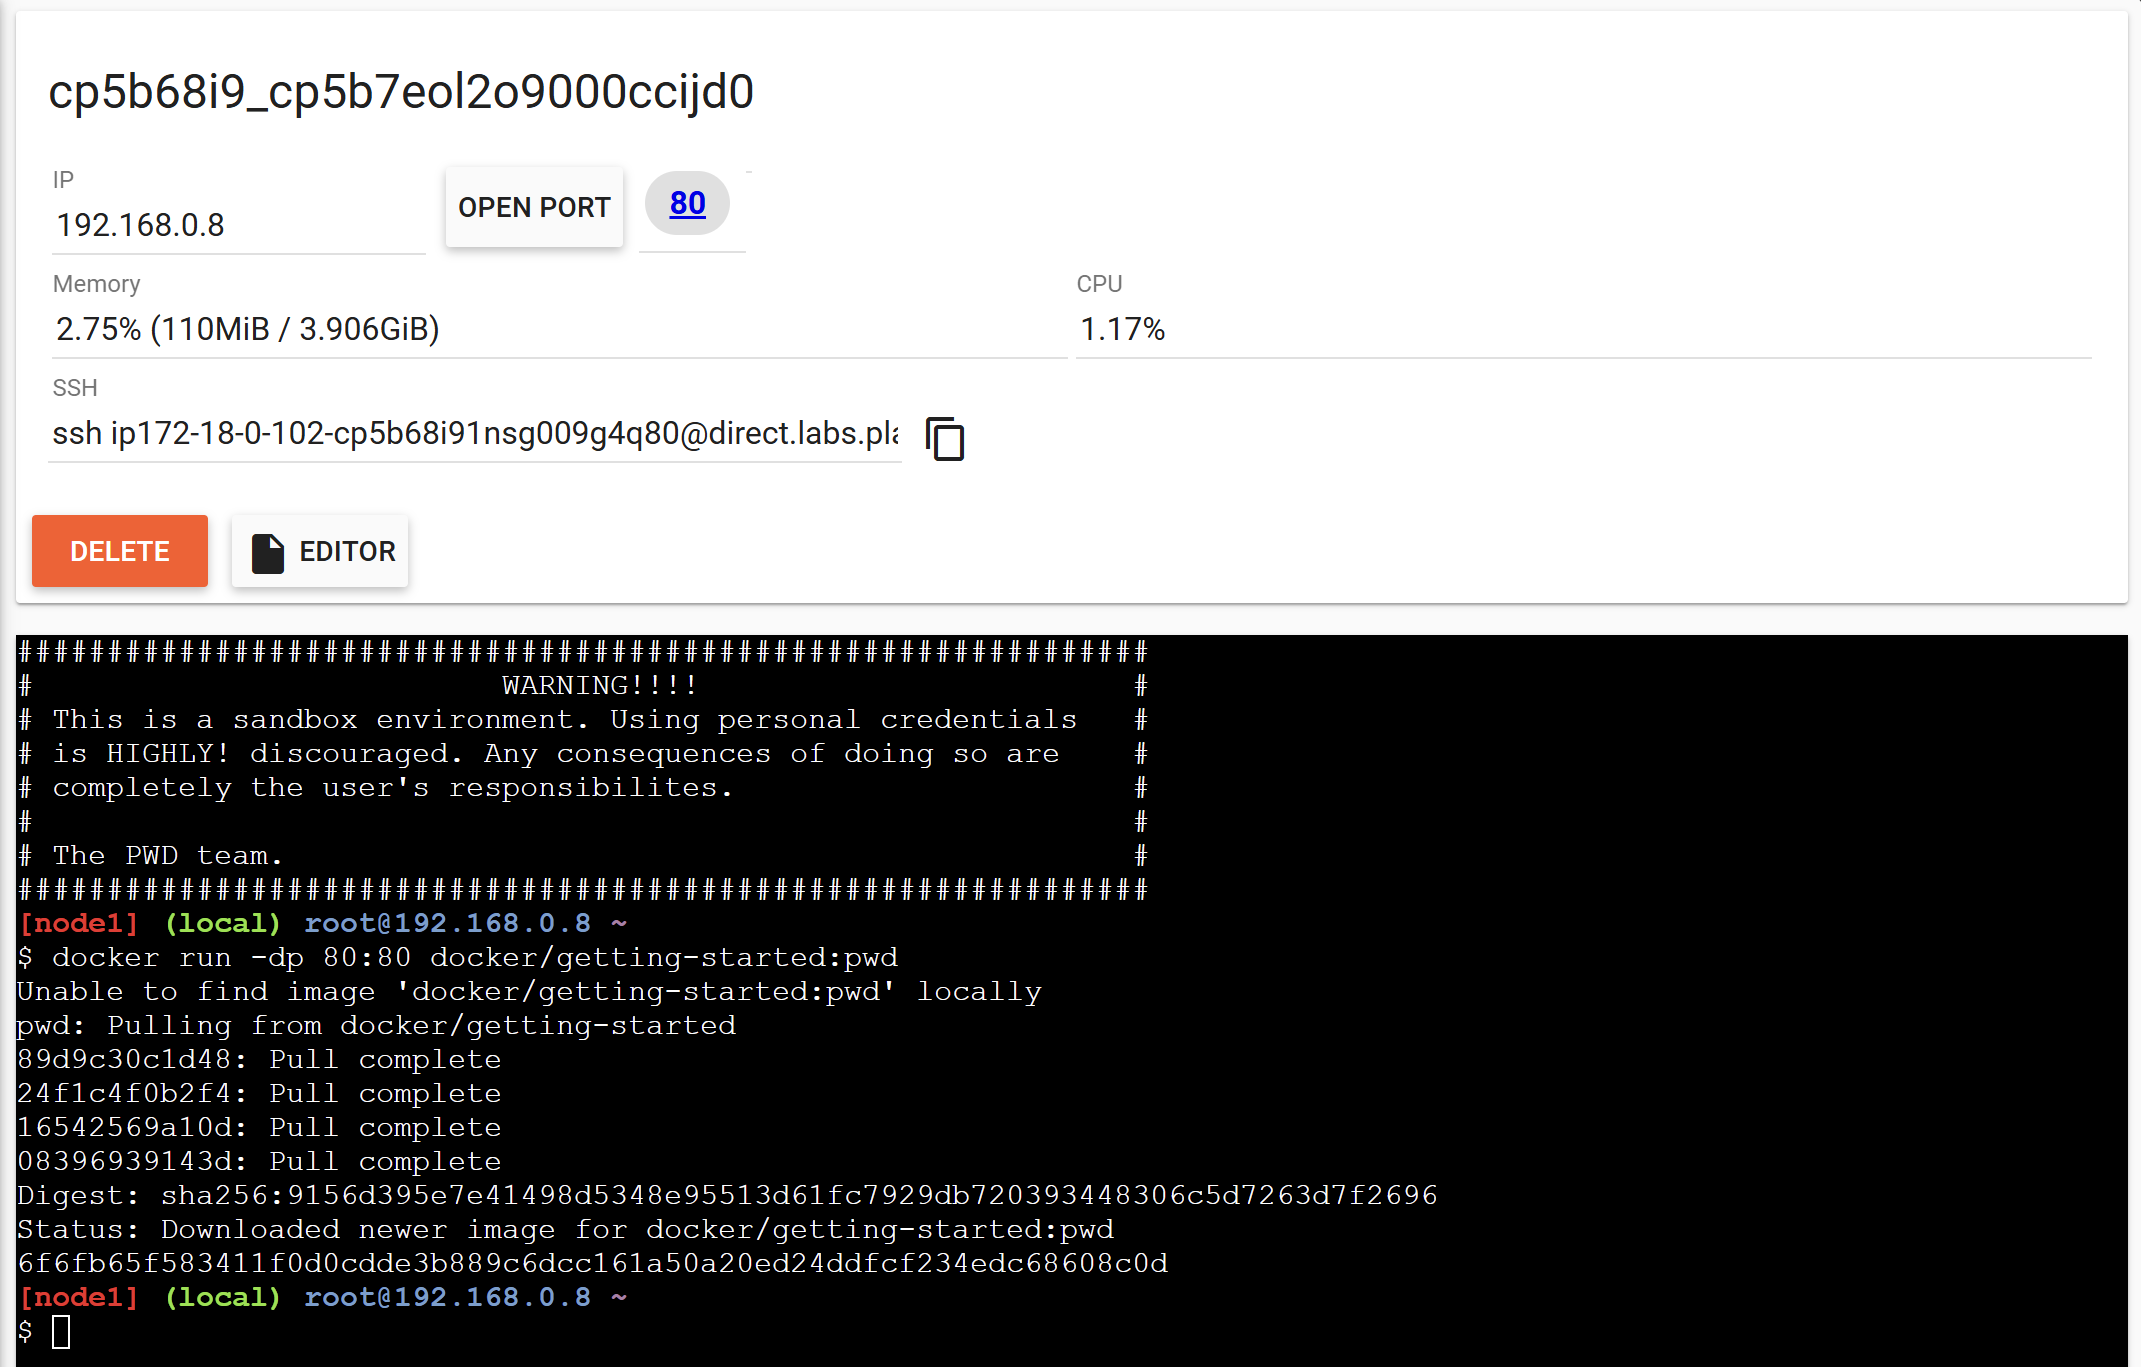 cp5b68i9_cp5b7eol2o9000ccijd0
IP
192.168.0.8
OPEN PORT
80
Memory
2.75% (110MiB / 3.906GiB)
CPU
1.17%
SSH
ssh ip172-18-0-102-cp5b68i91nsg009g4q80@direct.labs.pla
DELETE
EDITOR
###############################################################
#                          WARNING!!!!                        #
# This is a sandbox environment. Using personal credentials   #
# is HIGHLY! discouraged. Any consequences of doing so are    #
# completely the user's responsibilites.                      #
#                                                             #
# The PWD team.                                               #
###############################################################
[node1] (local) root@192.168.0.8 ~
$ docker run -dp 80:80 docker/getting-started:pwd
Unable to find image 'docker/getting-started:pwd' locally
pwd: Pulling from docker/getting-started
89d9c30c1d48: Pull complete
24f1c4f0b2f4: Pull complete
16542569a10d: Pull complete
08396939143d: Pull complete
Digest: sha256:9156d395e7e41498d5348e95513d61fc7929db720393448306c5d7263d7f2696
Status: Downloaded newer image for docker/getting-started:pwd
6f6fb65f583411f0d0cdde3b889c6dcc161a50a20ed24ddfcf234edc68608c0d
[node1] (local) root@192.168.0.8 ~
$